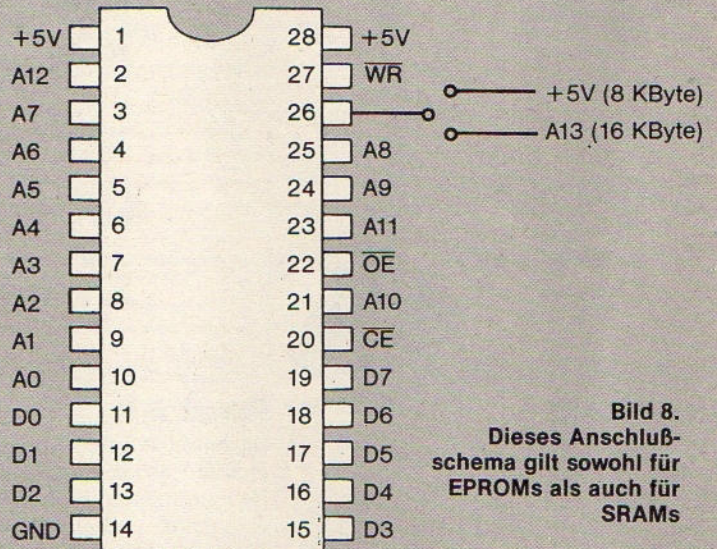 +5V 1 28 +5V
A12 2 27 W̅R̅ +5V (8 KByte)
A7 3 26 A13 (16 KByte)
A6 4 25 A8
A5 5 24 A9
A4 6 23 A11
A3 7 22 O̅E̅
A2 8 21 A10
A1 9 20 C̅E̅
A0 10 19 D7
D0 11 18 D6
D1 12 17 D5
D2 13 16 D4
GND 14 15 D3
Bild 8.
Dieses Anschluß-
schema gilt sowohl für
EPROMs als auch für
SRAMs